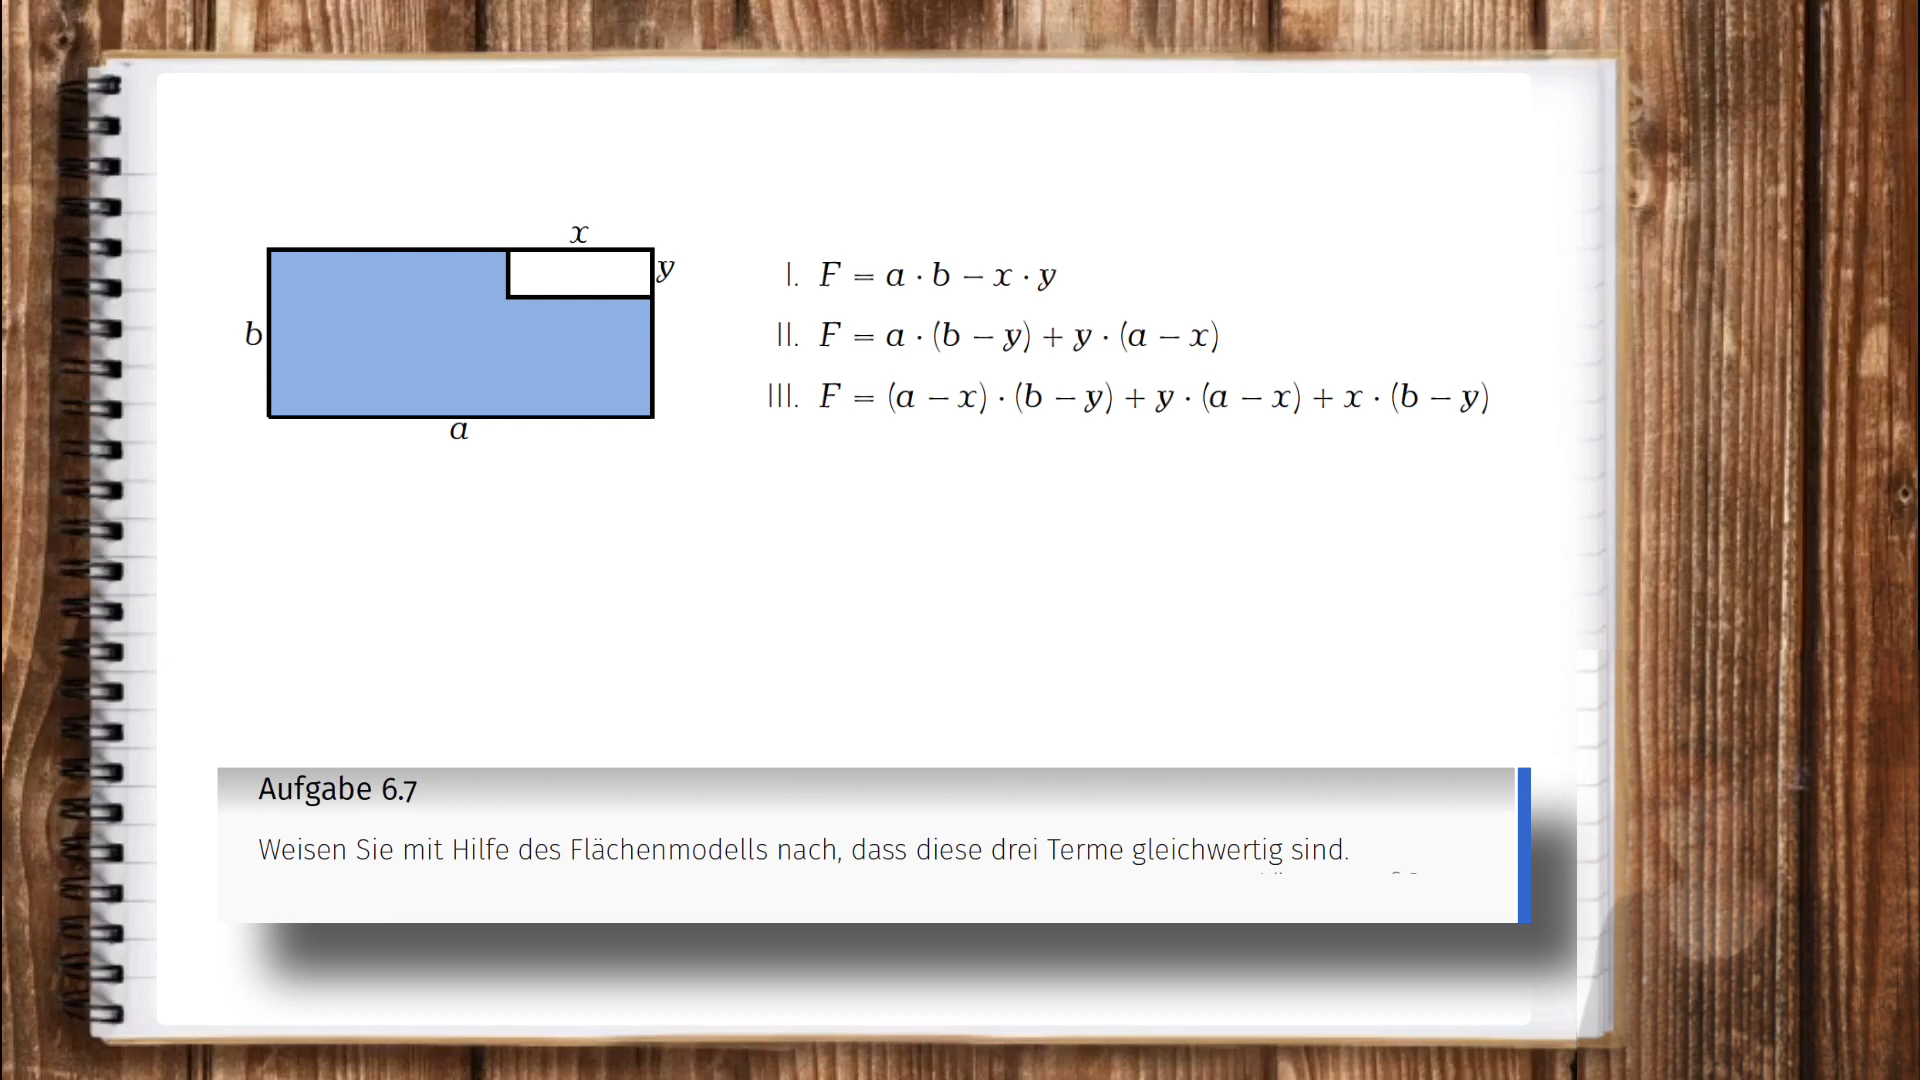 x
y
b
a
I. F = a · b − x · y
II. F = a · (b − y) + y · (a − x)
III. F = (a − x) · (b − y) + y · (a − x) + x · (b − y)
Aufgabe 6.7
Weisen Sie mit Hilfe des Flächenmodells nach, dass diese drei Terme gleichwertig sind.